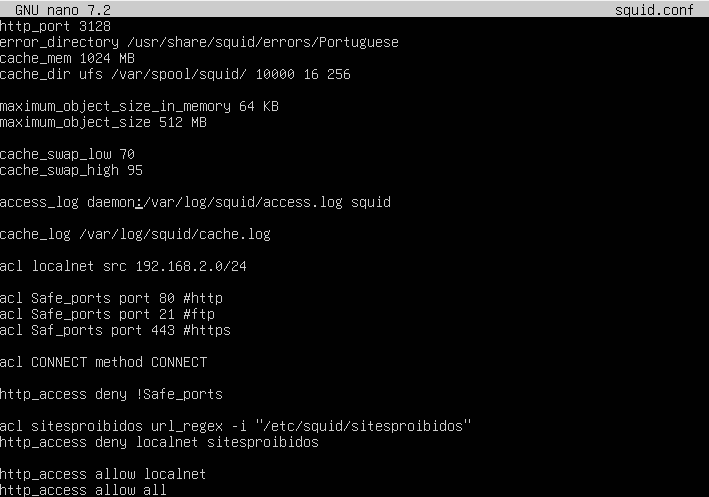 GNU nano 7.2 squid.conf
http_port 3128
error_directory /usr/share/squid/errors/Portuguese
cache_mem 1024 MB
cache_dir ufs /var/spool/squid/ 10000 16 256
maximum_object_size_in_memory 64 KB
maximum_object_size 512 MB
cache_swap_low 70
cache_swap_high 95
access_log daemon:/var/log/squid/access.log squid
cache_log /var/log/squid/cache.log
acl localnet src 192.168.2.0/24
acl Safe_ports port 80 #http
acl Safe_ports port 21 #ftp
acl Saf_ports port 443 #https
acl CONNECT method CONNECT
http_access deny !Safe_ports
acl sitesproibidos url_regex -i "/etc/squid/sitesproibidos"
http_access deny localnet sitesproibidos
http_access allow localnet
http_access allow all